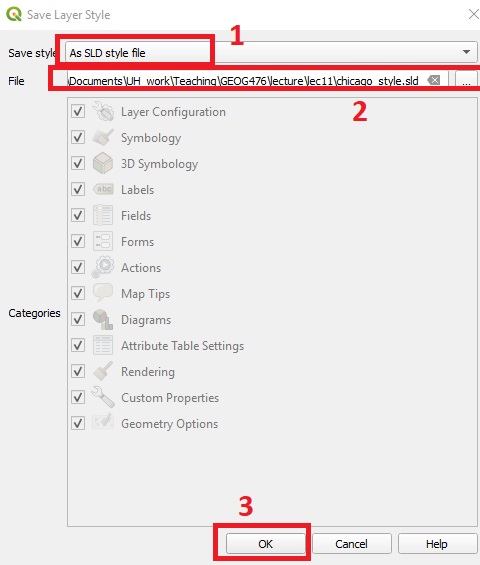 Save Layer Style
1
Save style As SLD style file
File \Documents\UH_work\Teaching\GEOG476\lecture\lec11\chicago_style.sld ...
2
Layer Configuration
Symbology
3D Symbology
abc Labels
Fields
Forms
Actions
Map Tips
Categories Diagrams
Attribute Table Settings
Rendering
Custom Properties
Geometry Options
3
OK Cancel Help